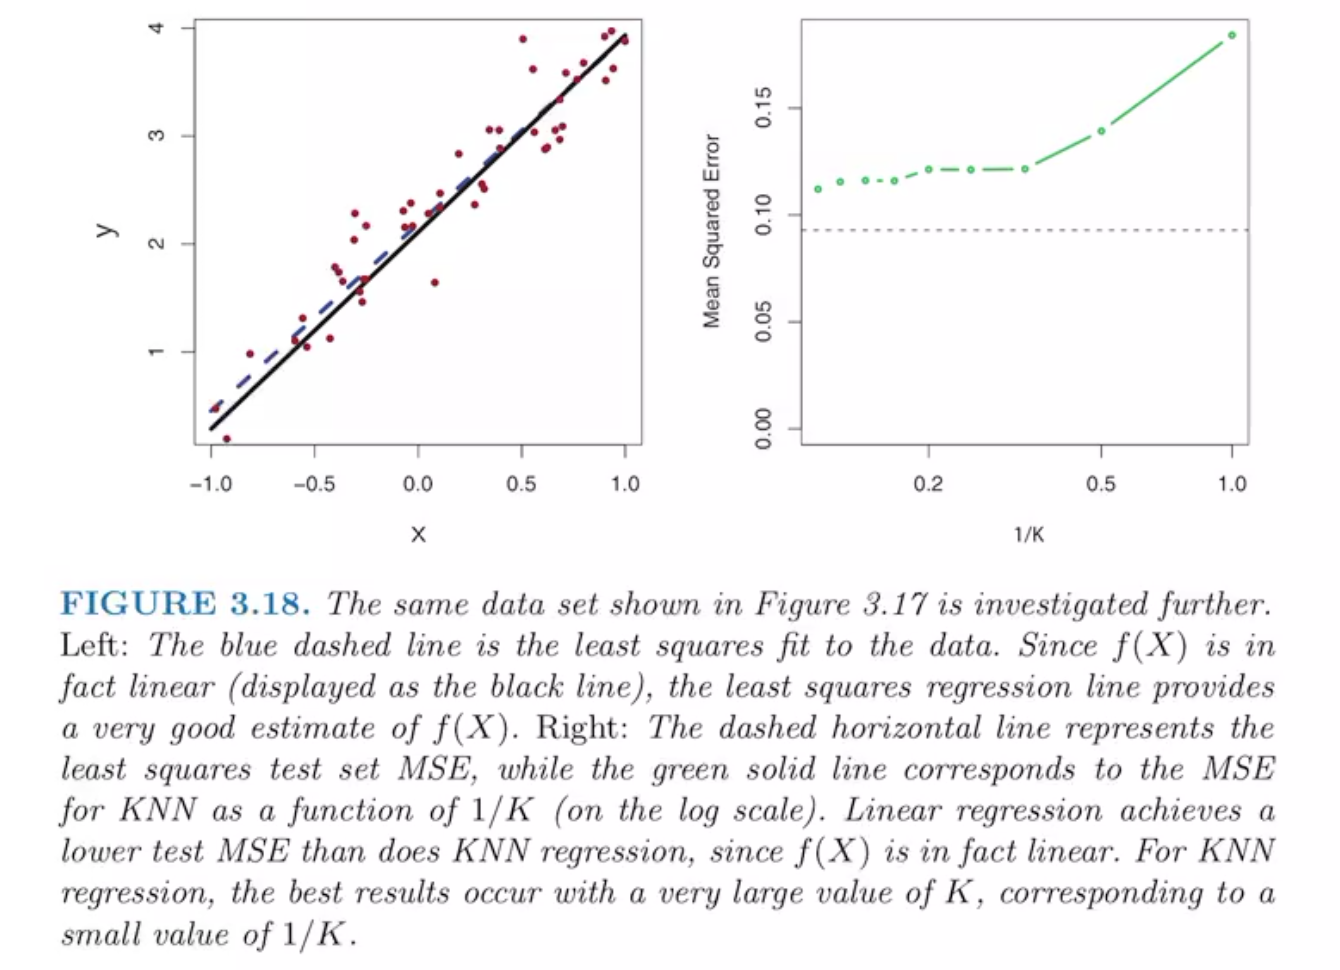 4
3
2
1
y
−1.0 −0.5 0.0 0.5 1.0
X
0.15
0.10
0.05
0.00
Mean Squared Error
0.2 0.5 1.0
1/K
FIGURE 3.18. The same data set shown in Figure 3.17 is investigated further.
Left: The blue dashed line is the least squares fit to the data. Since f(X) is in
fact linear (displayed as the black line), the least squares regression line provides
a very good estimate of f(X). Right: The dashed horizontal line represents the
least squares test set MSE, while the green solid line corresponds to the MSE
for KNN as a function of 1/K (on the log scale). Linear regression achieves a
lower test MSE than does KNN regression, since f(X) is in fact linear. For KNN
regression, the best results occur with a very large value of K, corresponding to a
small value of 1/K.